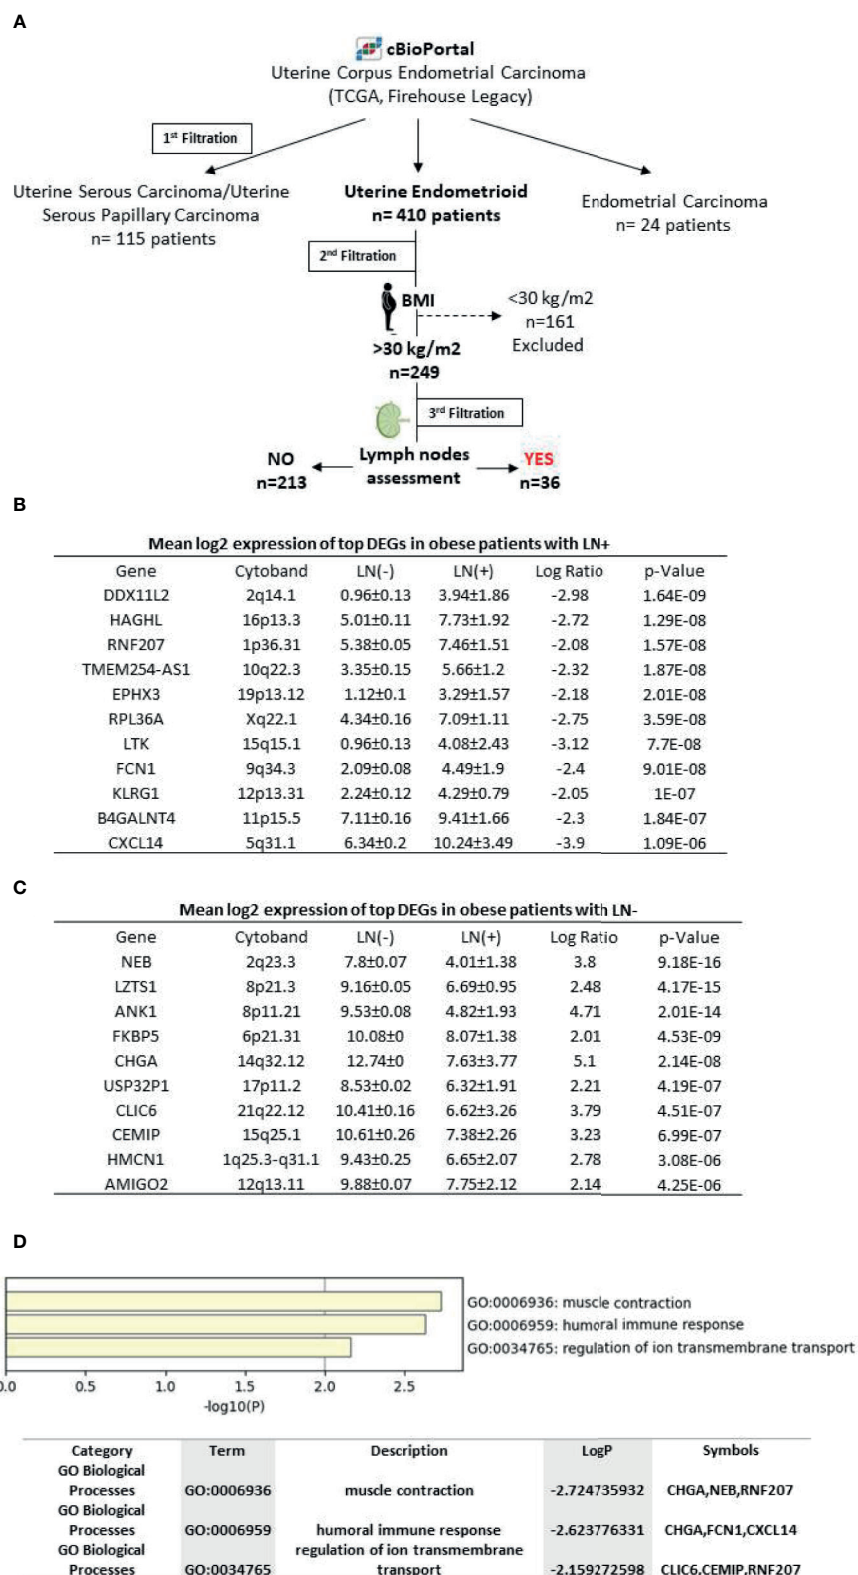 A
cBioPortal
Uterine Corpus Endometrial Carcinoma
(TCGA, Firehouse Legacy)
1st Filtration
Uterine Serous Carcinoma/Uterine
Serous Papillary Carcinoma
n= 115 patients
Uterine Endometrioid
n= 410 patients
Endometrial Carcinoma
n= 24 patients
2nd Filtration
BMI
<30 kg/m2
n=161
Excluded
>30 kg/m2
n=249
3rd Filtration
Lymph nodes
assessment
NO
n=213
YES
n=36
B
Mean log2 expression of top DEGs in obese patients with LN+
Gene Cytoband LN(-) LN(+) Log Ratio p-Value
DDX11L2 2q14.1 0.96±0.13 3.94±1.86 -2.98 1.64E-09
HAGHL 16p13.3 5.01±0.11 7.73±1.92 -2.72 1.29E-08
RNF207 1p36.31 5.38±0.05 7.46±1.51 -2.08 1.57E-08
TMEM254-AS1 10q22.3 3.35±0.15 5.66±1.2 -2.32 1.87E-08
EPHX3 19p13.12 1.12±0.1 3.29±1.57 -2.18 2.01E-08
RPL36A Xq22.1 4.34±0.16 7.09±1.11 -2.75 3.59E-08
LTK 15q15.1 0.96±0.13 4.08±2.43 -3.12 7.7E-08
FCN1 9q34.3 2.09±0.08 4.49±1.9 -2.4 9.01E-08
KLRG1 12p13.31 2.24±0.12 4.29±0.79 -2.05 1E-07
B4GALNT4 11p15.5 7.11±0.16 9.41±1.66 -2.3 1.84E-07
CXCL14 5q31.1 6.34±0.2 10.24±3.49 -3.9 1.09E-06
C
Mean log2 expression of top DEGs in obese patients with LN-
Gene Cytoband LN(-) LN(+) Log Ratio p-Value
NEB 2q23.3 7.8±0.07 4.01±1.38 3.8 9.18E-16
LZTS1 8p21.3 9.16±0.05 6.69±0.95 2.48 4.17E-15
ANK1 8p11.21 9.53±0.08 4.82±1.93 4.71 2.01E-14
FKBP5 6p21.31 10.08±0 8.07±1.38 2.01 4.53E-09
CHGA 14q32.12 12.74±0 7.63±3.77 5.1 2.14E-08
USP32P1 17p11.2 8.53±0.02 6.32±1.91 2.21 4.19E-07
CLIC6 21q22.12 10.41±0.16 6.62±3.26 3.79 4.51E-07
CEMIP 15q25.1 10.61±0.26 7.38±2.26 3.23 6.99E-07
HMCN1 1q25.3-q31.1 9.43±0.25 6.65±2.07 2.78 3.08E-06
AMIGO2 12q13.11 9.88±0.07 7.75±2.12 2.14 4.25E-06
D
GO:0006936: muscle contraction
GO:0006959: humoral immune response
GO:0034765: regulation of ion transmembrane transport
0.0 0.5 1.0 1.5 2.0 2.5
-log10(P)
Category Term Description LogP Symbols
GO Biological
Processes GO:0006936 muscle contraction -2.724735932 CHGA,NEB,RNF207
GO Biological
Processes GO:0006959 humoral immune response -2.623776331 CHGA,FCN1,CXCL14
GO Biological regulation of ion transmembrane
Processes GO:0034765 transport -2.159272598 CLIC6,CEMIP,RNF207